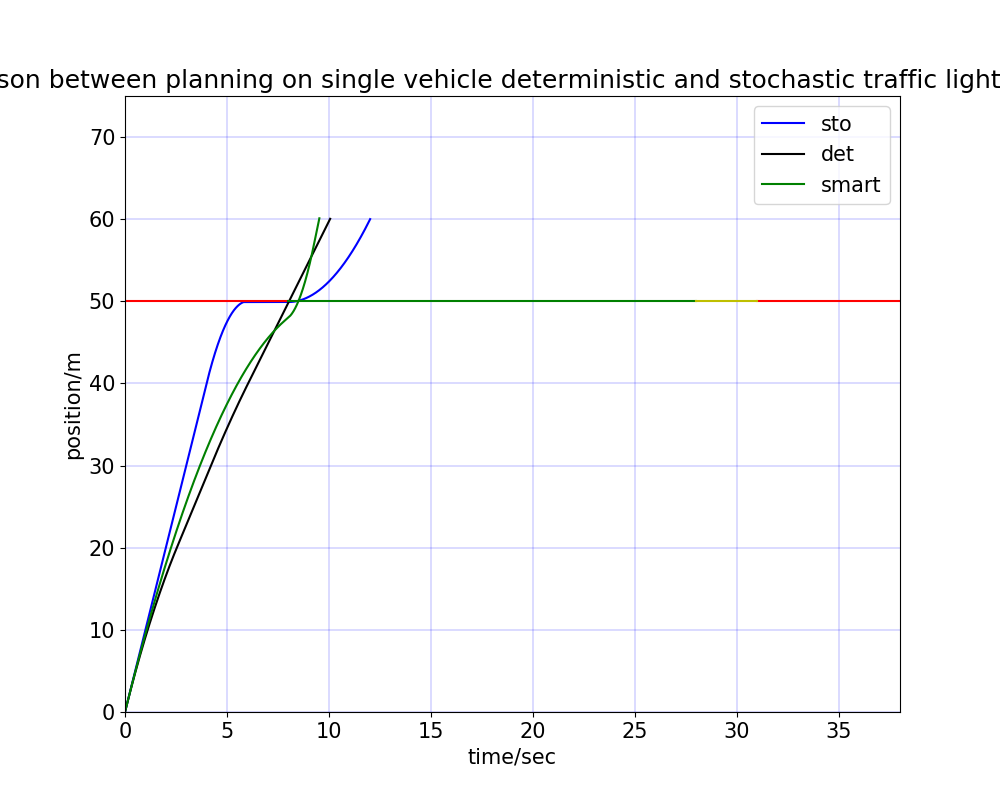 son between planning on single vehicle deterministic and stochastic traffic light
sto
det
smart
70
60
50
40
30
20
10
0
position/m
0 5 10 15 20 25 30 35
time/sec